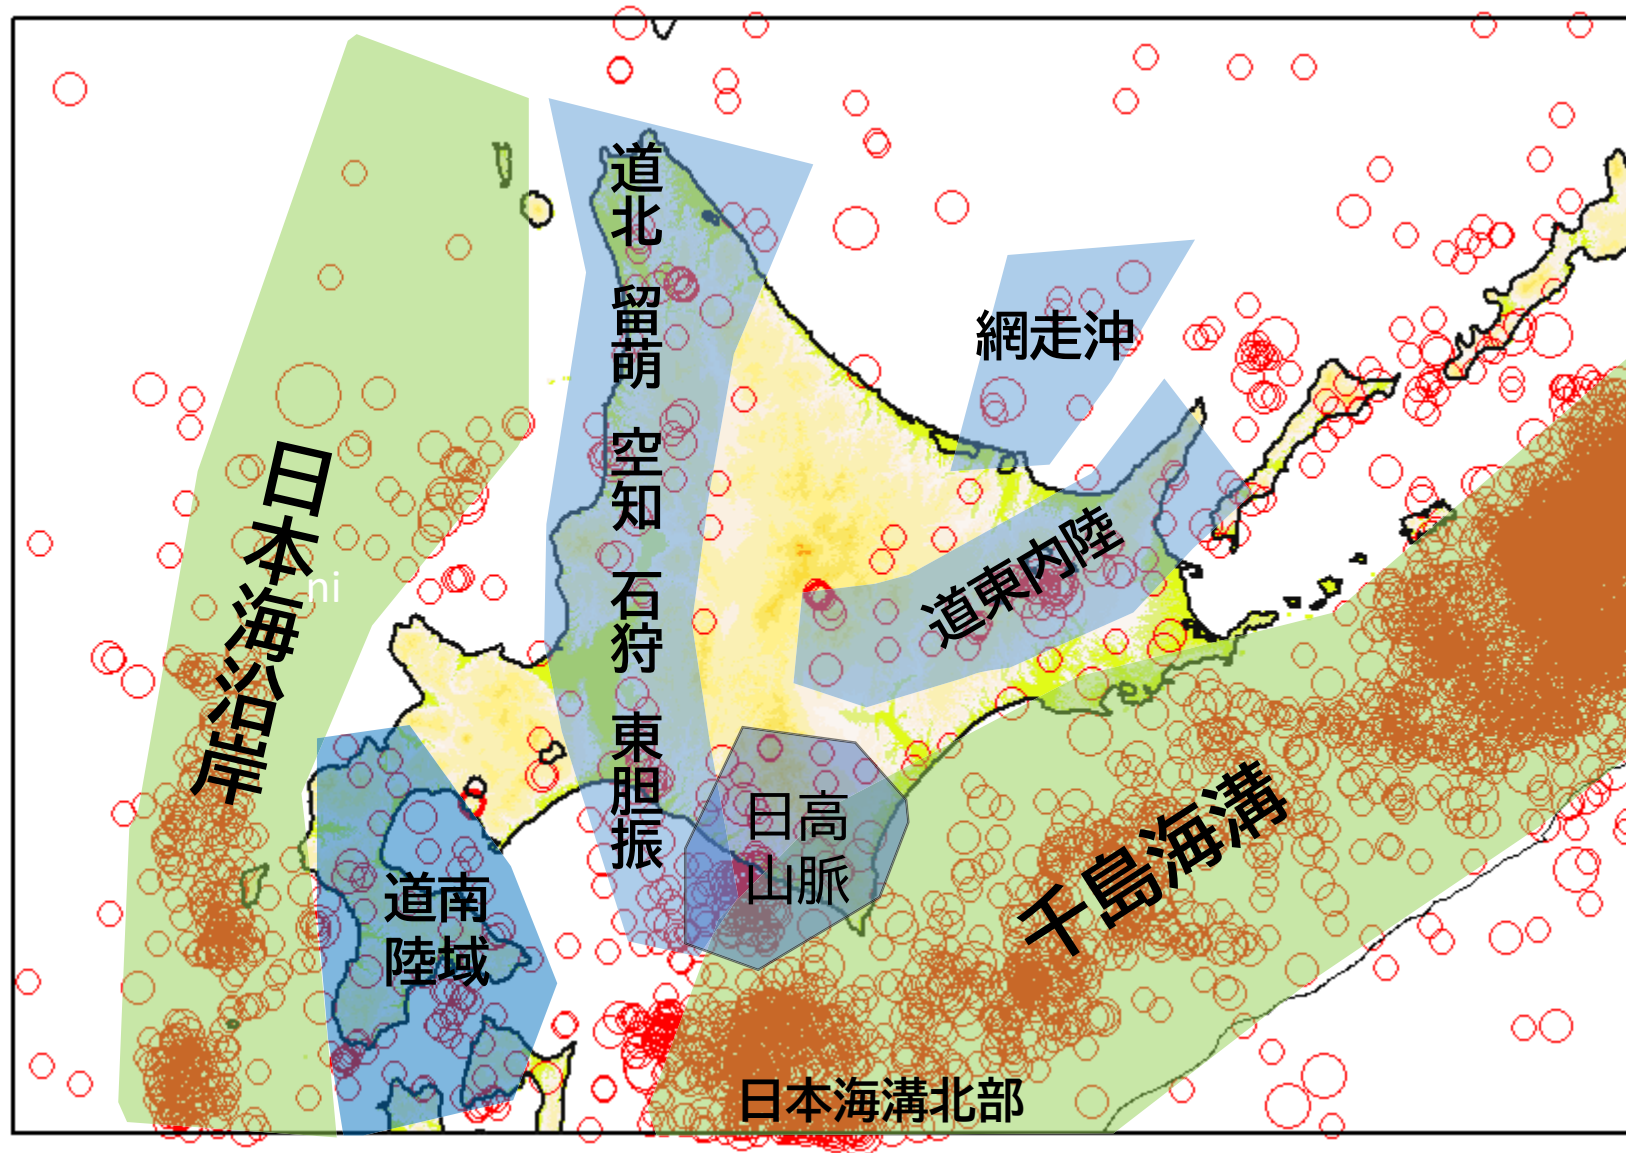 道北 留萌 空知 石狩 東胆振
網走沖
日本海沿岸
道東内陸
ni
日高
山脈
千島海溝
道南
陸域
日本海溝北部